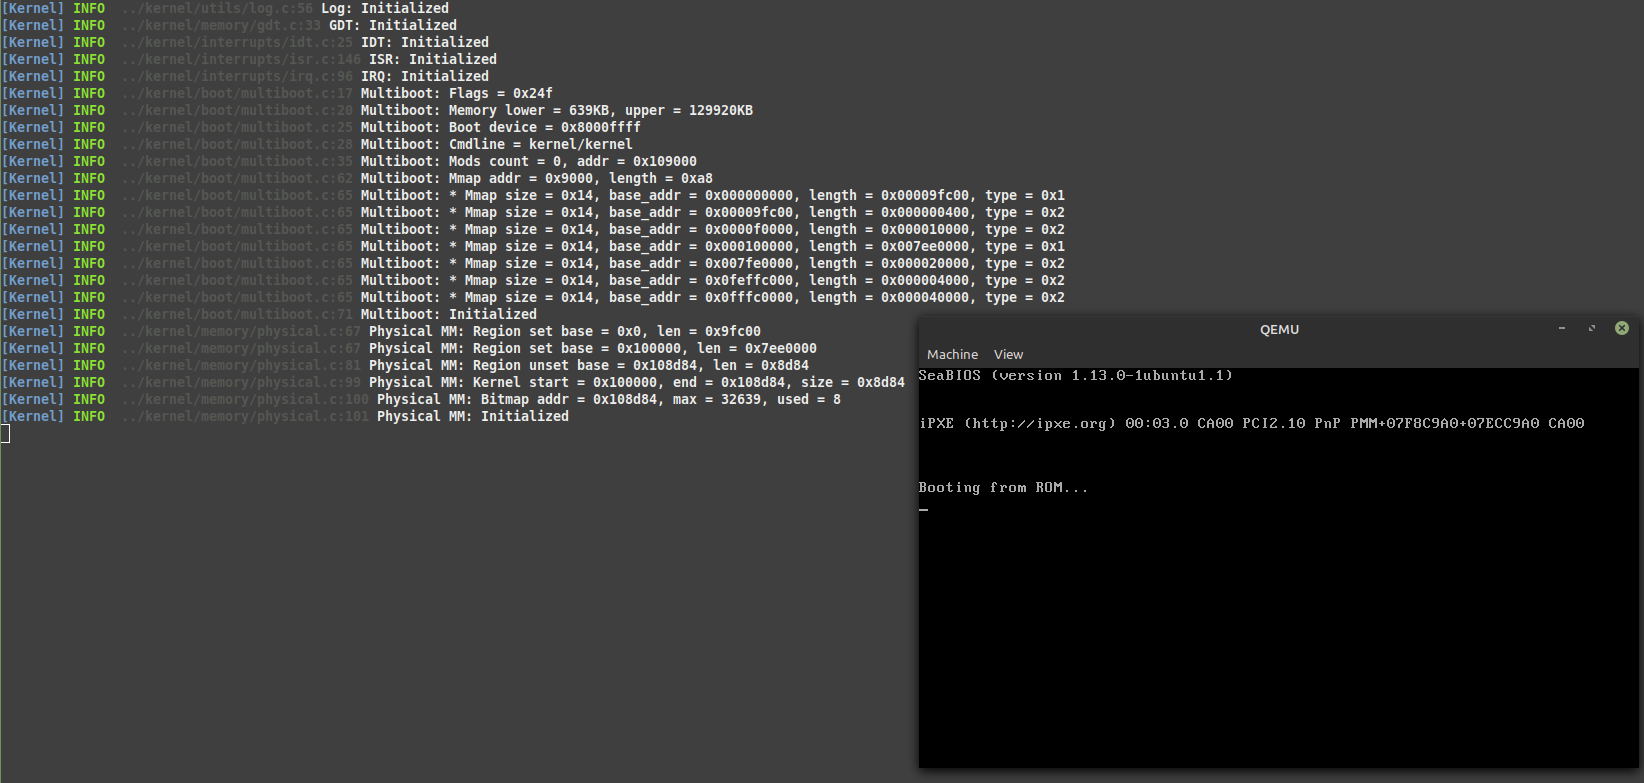 [Kernel] INFO ../kernel/utils/log.c:56 Log: Initialized
[Kernel] INFO ../kernel/memory/gdt.c:33 GDT: Initialized
[Kernel] INFO ../kernel/interrupts/idt.c:25 IDT: Initialized
[Kernel] INFO ../kernel/interrupts/isr.c:146 ISR: Initialized
[Kernel] INFO ../kernel/interrupts/irq.c:96 IRQ: Initialized
[Kernel] INFO ../kernel/boot/multiboot.c:17 Multiboot: Flags = 0x24f
[Kernel] INFO ../kernel/boot/multiboot.c:20 Multiboot: Memory lower = 639KB, upper = 129920KB
[Kernel] INFO ../kernel/boot/multiboot.c:25 Multiboot: Boot device = 0x8000ffff
[Kernel] INFO ../kernel/boot/multiboot.c:28 Multiboot: Cmdline = kernel/kernel
[Kernel] INFO ../kernel/boot/multiboot.c:35 Multiboot: Mods count = 0, addr = 0x109000
[Kernel] INFO ../kernel/boot/multiboot.c:62 Multiboot: Mmap addr = 0x9000, length = 0xa8
[Kernel] INFO ../kernel/boot/multiboot.c:65 Multiboot: * Mmap size = 0x14, base_addr = 0x000000000, length = 0x00009fc00, type = 0x1
[Kernel] INFO ../kernel/boot/multiboot.c:65 Multiboot: * Mmap size = 0x14, base_addr = 0x00009fc00, length = 0x000000400, type = 0x2
[Kernel] INFO ../kernel/boot/multiboot.c:65 Multiboot: * Mmap size = 0x14, base_addr = 0x0000f0000, length = 0x000010000, type = 0x2
[Kernel] INFO ../kernel/boot/multiboot.c:65 Multiboot: * Mmap size = 0x14, base_addr = 0x000100000, length = 0x007ee0000, type = 0x1
[Kernel] INFO ../kernel/boot/multiboot.c:65 Multiboot: * Mmap size = 0x14, base_addr = 0x007fe0000, length = 0x000020000, type = 0x2
[Kernel] INFO ../kernel/boot/multiboot.c:65 Multiboot: * Mmap size = 0x14, base_addr = 0x0feffc000, length = 0x000004000, type = 0x2
[Kernel] INFO ../kernel/boot/multiboot.c:65 Multiboot: * Mmap size = 0x14, base_addr = 0x0fffc0000, length = 0x000040000, type = 0x2
[Kernel] INFO ../kernel/boot/multiboot.c:71 Multiboot: Initialized
[Kernel] INFO ../kernel/memory/physical.c:67 Physical MM: Region set base = 0x0, len = 0x9fc00
[Kernel] INFO ../kernel/memory/physical.c:67 Physical MM: Region set base = 0x100000, len = 0x7ee0000
[Kernel] INFO ../kernel/memory/physical.c:81 Physical MM: Region unset base = 0x108d84, len = 0x8d84
[Kernel] INFO ../kernel/memory/physical.c:99 Physical MM: Kernel start = 0x100000, end = 0x108d84, size = 0x8d84
[Kernel] INFO ../kernel/memory/physical.c:100 Physical MM: Bitmap addr = 0x108d84, max = 32639, used = 8
[Kernel] INFO ../kernel/memory/physical.c:101 Physical MM: Initialized
QEMU
Machine View
SeaBIOS (version 1.13.0-1ubuntu1.1)
iPXE (http://ipxe.org) 00:03.0 CA00 PCI2.10 PnP PMM+07F8C9A0+07ECC9A0 CA00
Booting from ROM...